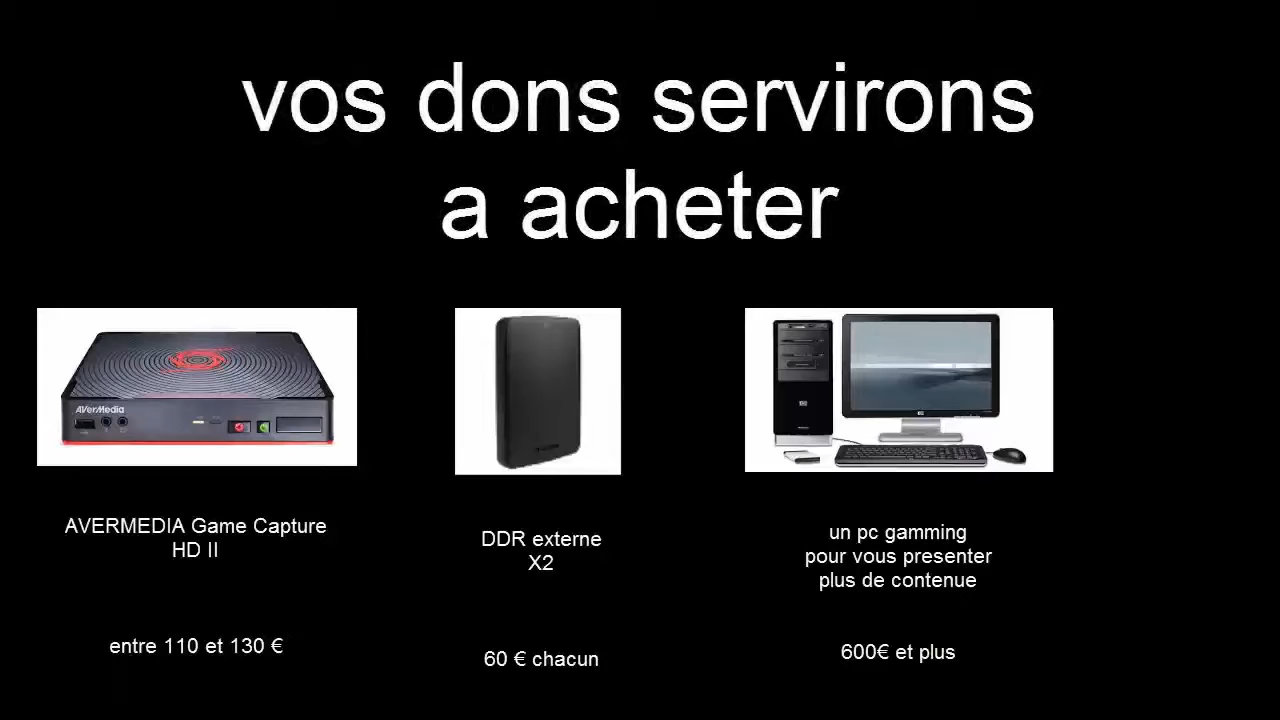 vos dons servirons
a acheter
AVerMedia
AVERMEDIA Game Capture
HD II
entre 110 et 130 €
DDR externe
X2
60 € chacun
un pc gamming
pour vous presenter
plus de contenue
600€ et plus